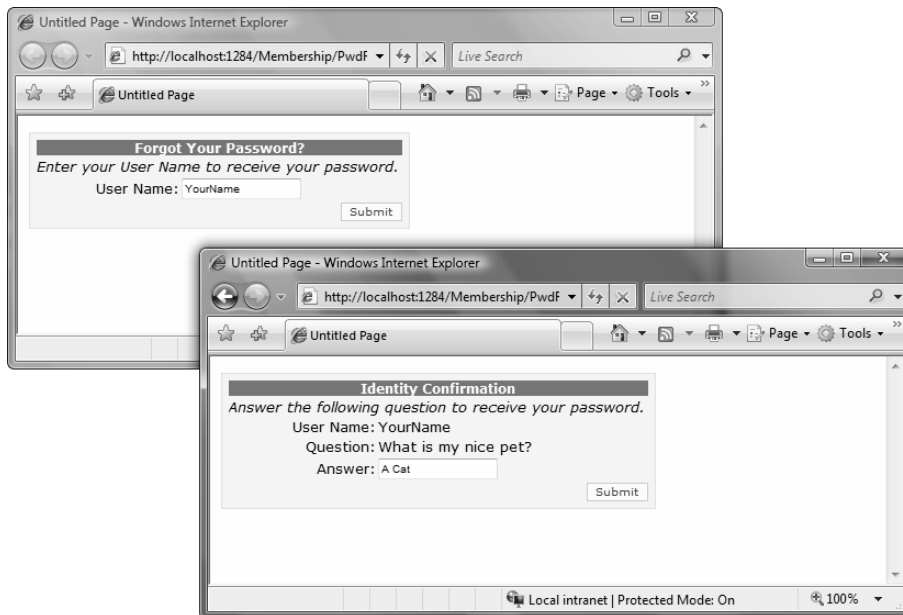 Untitled Page - Windows Internet Explorer
http://localhost:1284/Membership/PwdF
Live Search
Untitled Page
Page
Tools
Forgot Your Password?
Enter your User Name to receive your password.
User Name: YourName
Submit
Untitled Page - Windows Internet Explorer
http://localhost:1284/Membership/PwdF
Live Search
Untitled Page
Page
Tools
Identity Confirmation
Answer the following question to receive your password.
User Name: YourName
Question: What is my nice pet?
Answer: A Cat
Submit
Local intranet | Protected Mode: On
100%